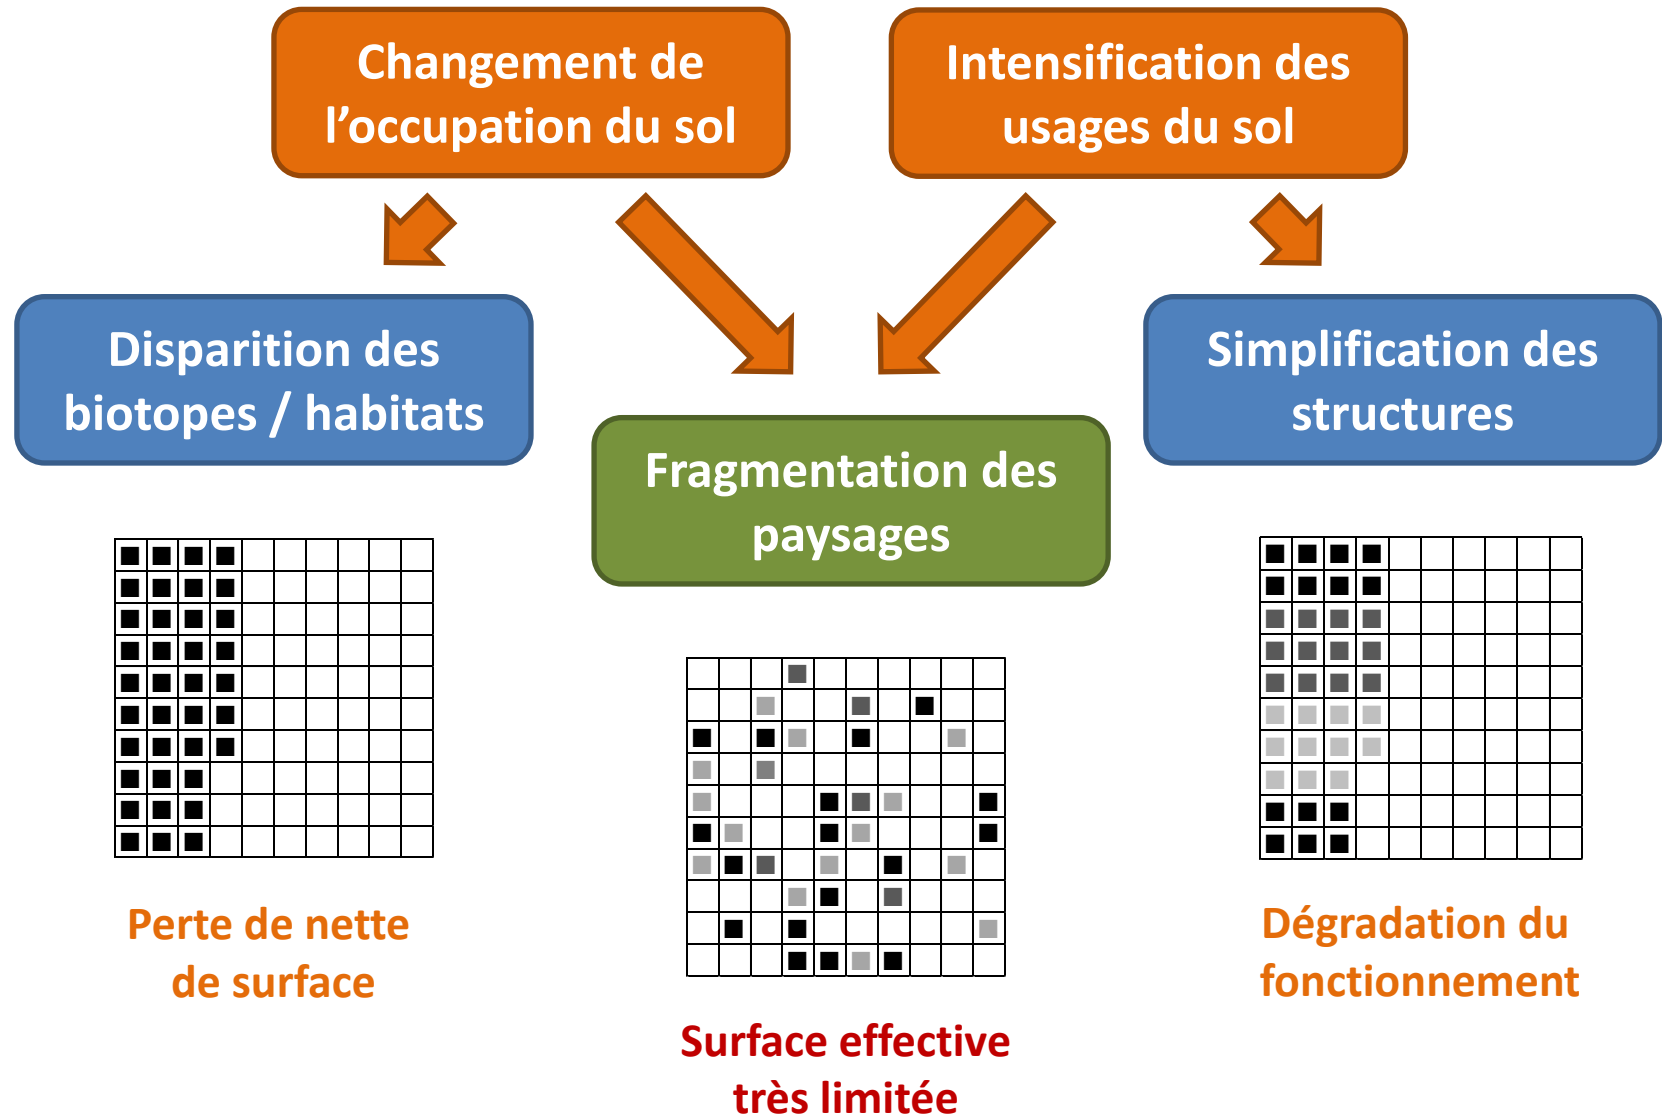 Changement de
l’occupation du sol
Intensification des
usages du sol
Disparition des
biotopes / habitats
Simplification des
structures
Fragmentation des
paysages
Perte de nette
de surface
Dégradation du
fonctionnement
Surface effective
très limitée